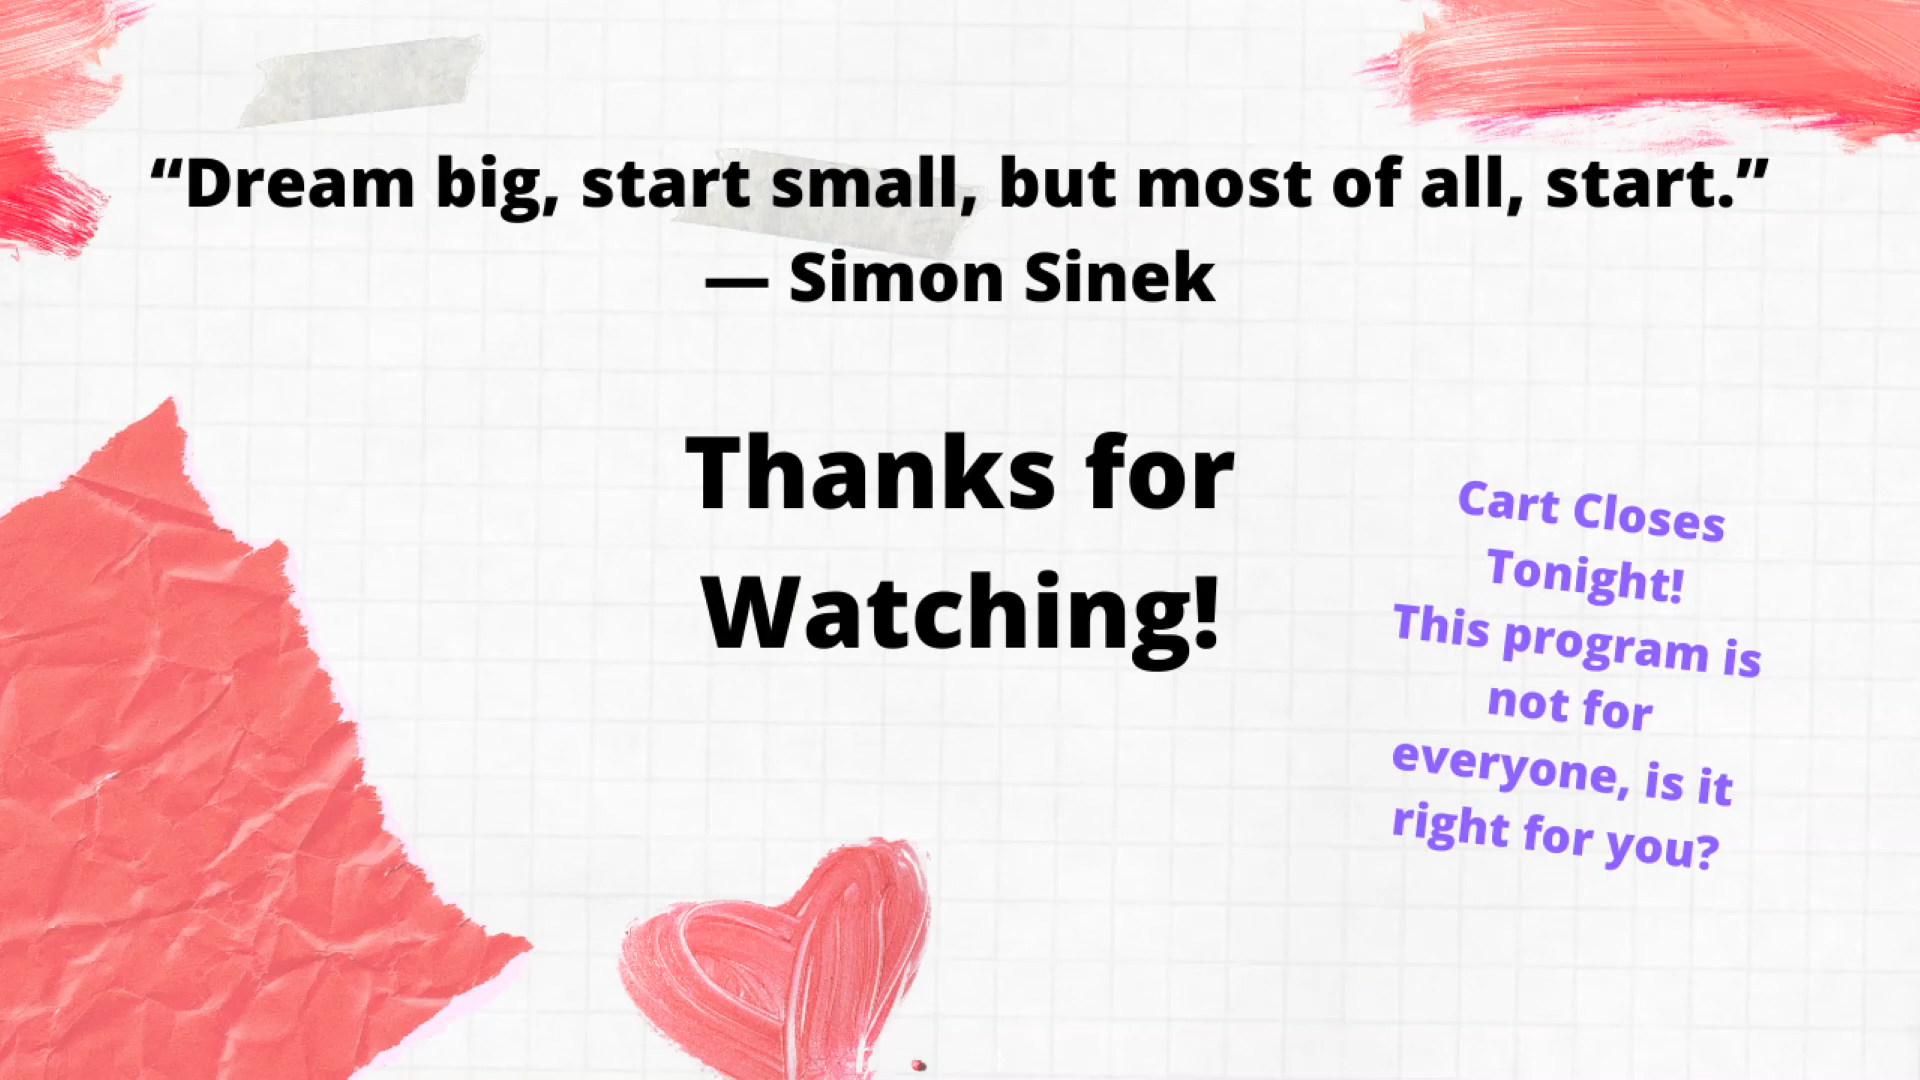 “Dream big, start small, but most of all, start.”
— Simon Sinek
Thanks for
Watching!
Cart Closes
Tonight!
This program is
not for
everyone, is it
right for you?